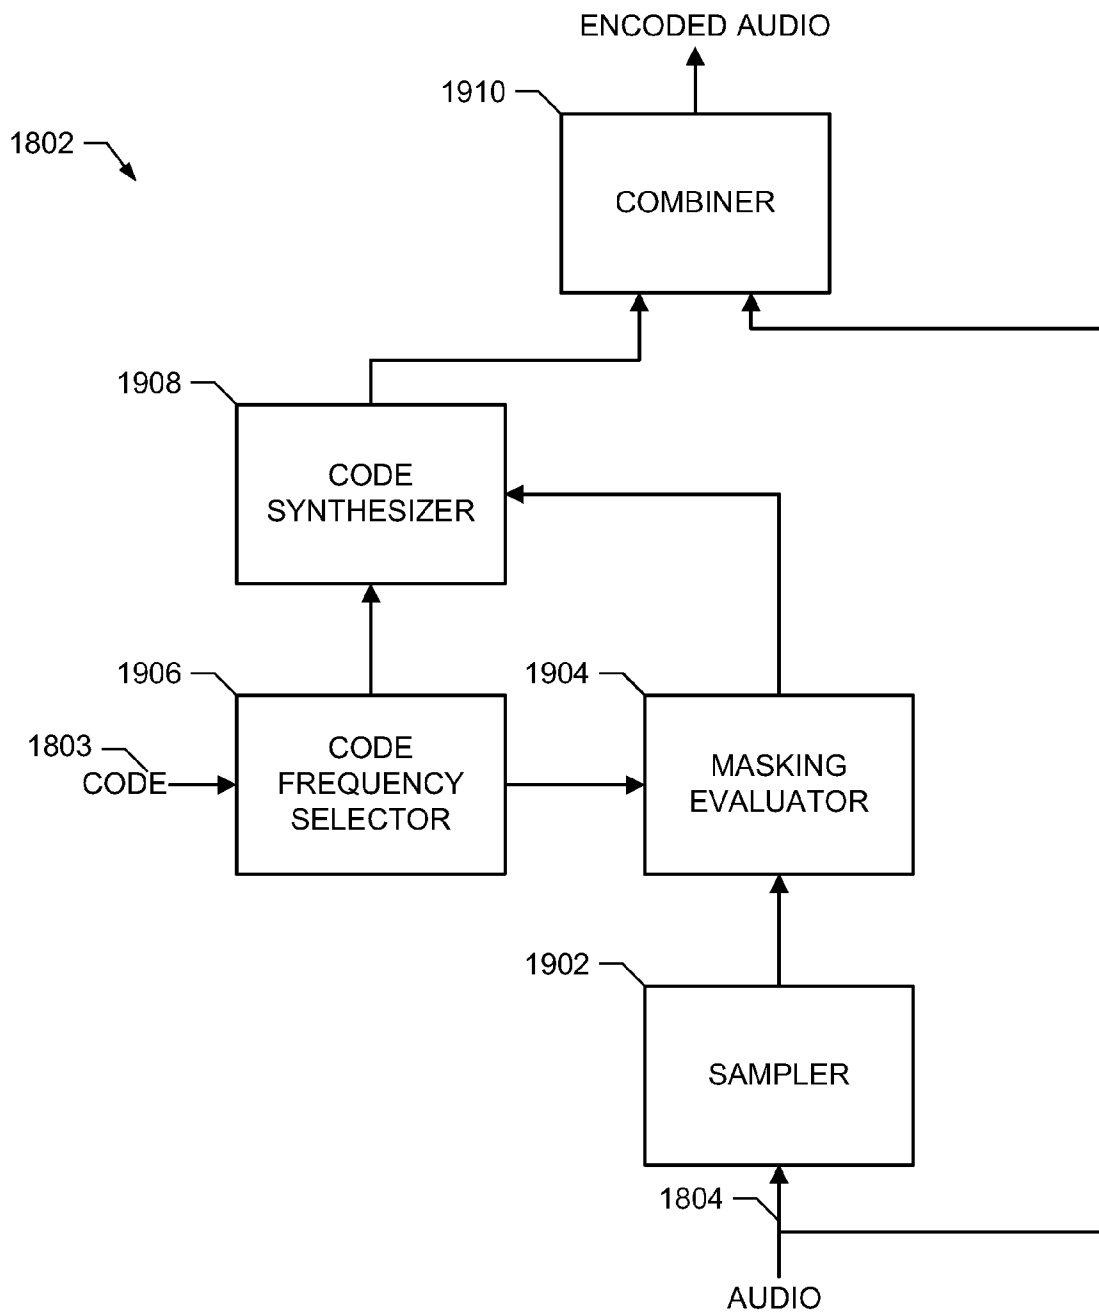 ENCODED AUDIO
1910
1802
COMBINER
1908
CODE
SYNTHESIZER
1906
1904
1803
CODE
CODE
FREQUENCY
SELECTOR
MASKING
EVALUATOR
1902
SAMPLER
1804
AUDIO